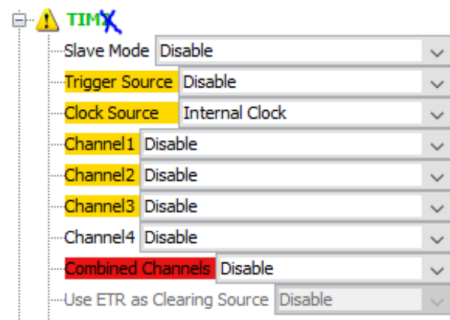 TIM
Slave Mode Disable
Trigger Source Disable
Clock Source Internal Clock
Channel1 Disable
Channel2 Disable
Channel3 Disable
Channel4 Disable
Combined Channels Disable
Use ETR as Clearing Source Disable